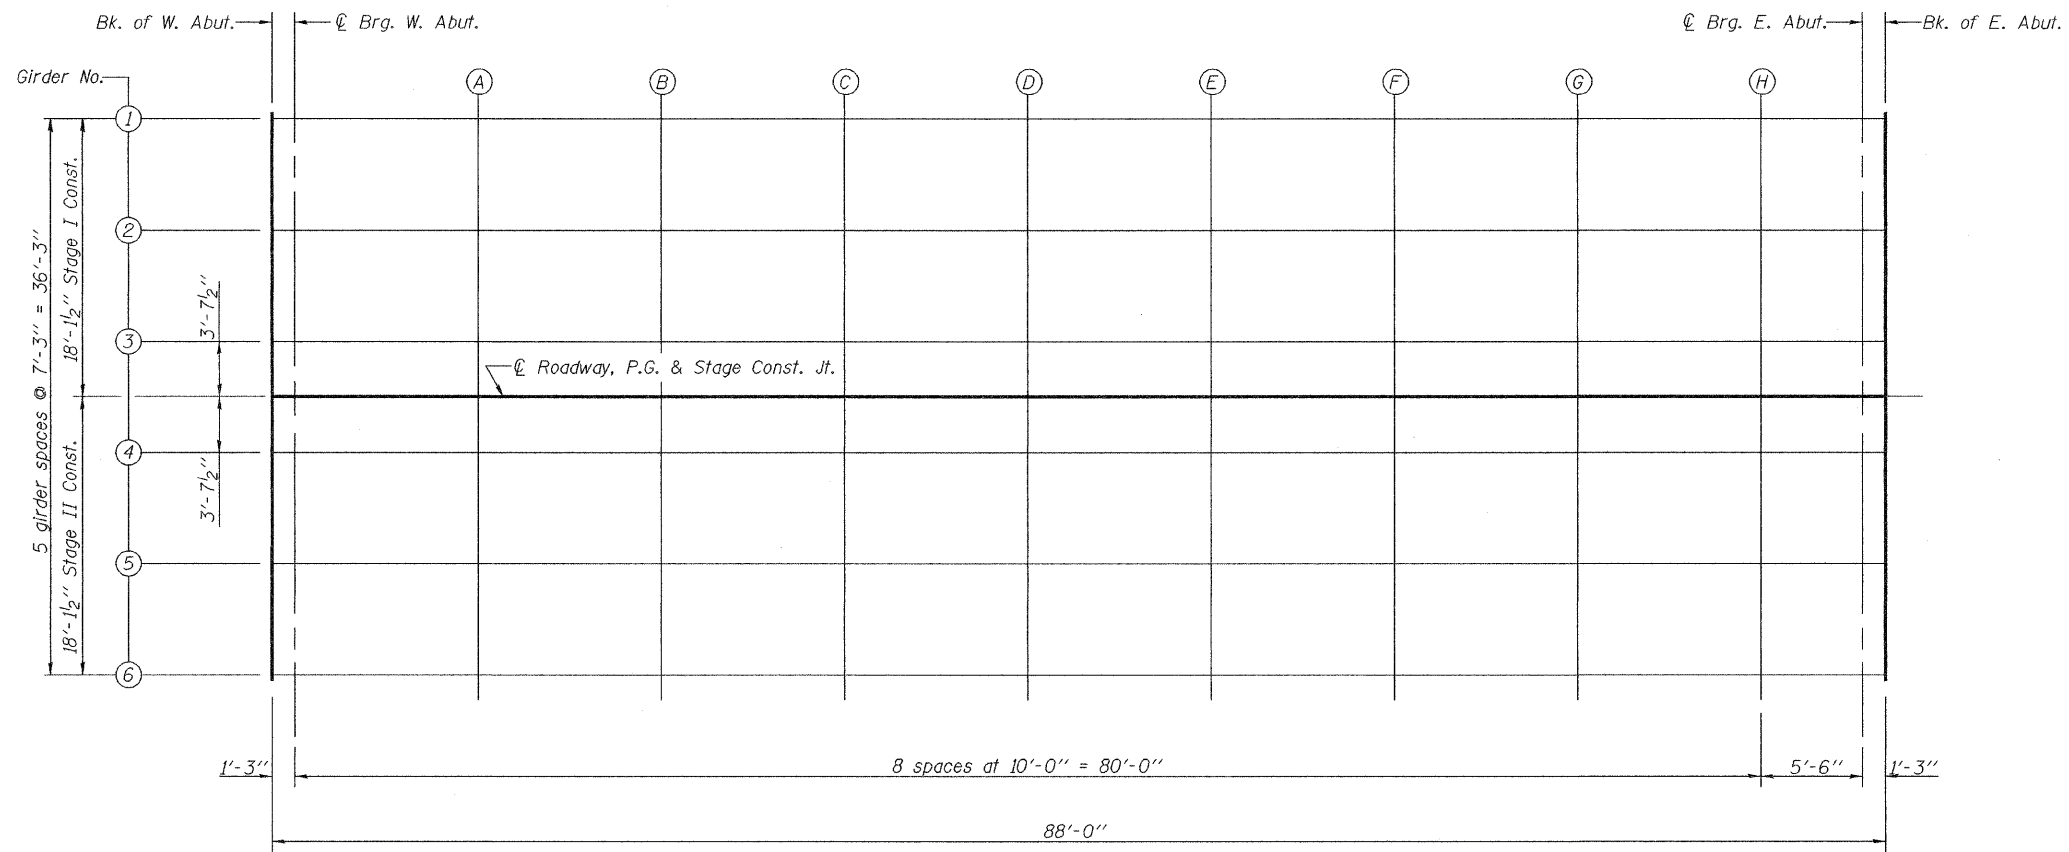 Bk. of W. Abut.
℄ Brg. W. Abut.
℄ Brg. E. Abut.
Bk. of E. Abut.
Girder No.
A
B
C
D
E
F
G
H
1
2
3
4
5
6
5 girder spaces @ 7'-3" = 36'-3"
18'-1½" Stage I Const.
18'-1½" Stage II Const.
3'-7½"
3'-7½"
℄ Roadway, P.G. & Stage Const. Jt.
1'-3"
8 spaces at 10'-0" = 80'-0"
5'-6"
1'-3"
88'-0"